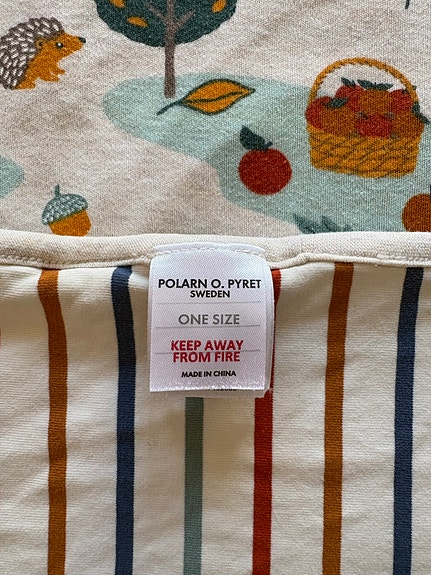 POLARN O. PYRET
SWEDEN
ONE SIZE
KEEP AWAY
FROM FIRE
MADE IN CHINA